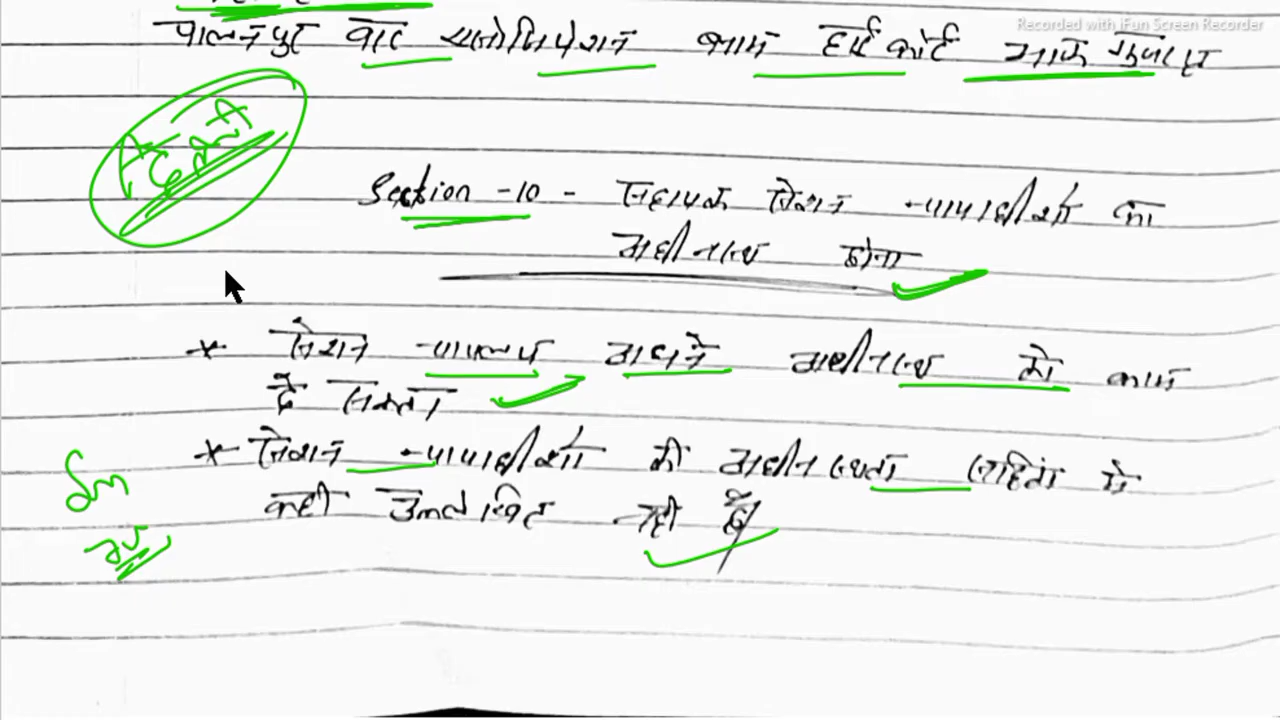 Recorded with iFun Screen Recorder
पालनपुर बार एसोसिएशन बनाम हाई कोर्ट आफ गुजरात
Section -10 - सहायक सेशन न्यायाधीशों का
अधीनस्थ होना
* सेशन न्यायालय अपने अधीनस्थ को काम
दे सकता
* सेशन न्यायाधीशों की अधीनस्थता संहिता मे
कही उल्लेखित नही है